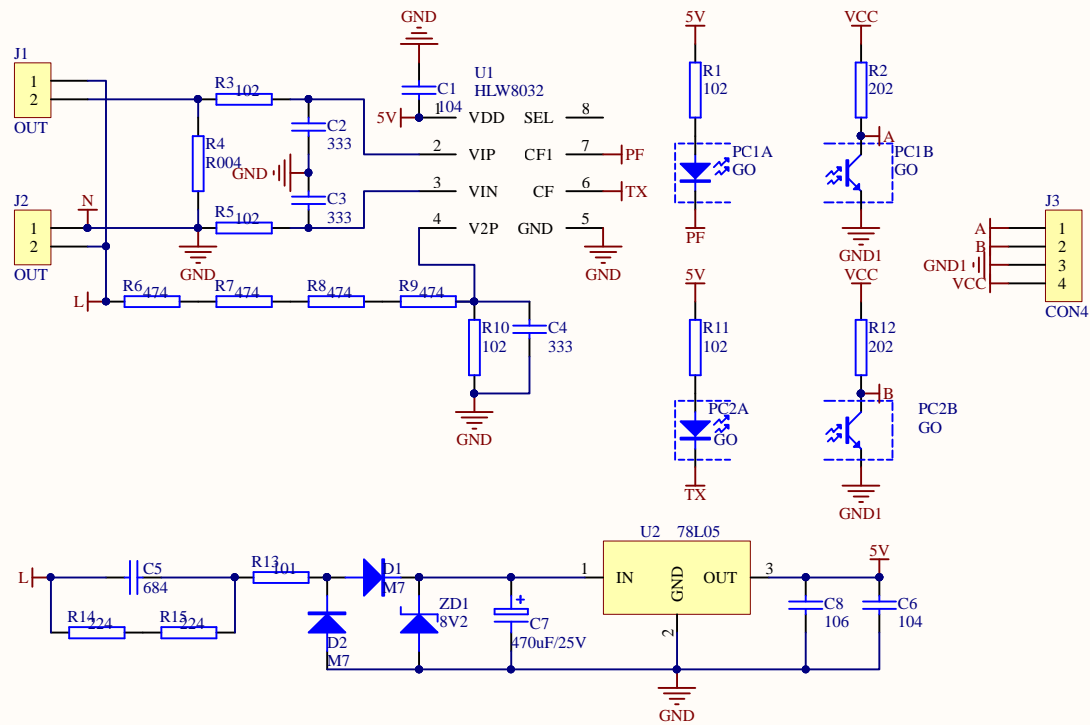 GND
5V
VCC
J1
1
2
OUT
R3
102
C1
104
U1
HLW8032
5V
1
VDD
SEL
8
2
VIP
CF1
7
PF
3
VIN
CF
6
TX
4
V2P
GND
5
GND
R4
R004
C2
333
GND
C3
333
R5
102
GND
J2
1
2
OUT
N
L
R6
474
R7
474
R8
474
R9
474
R10
102
C4
333
GND
R1
102
PC1A
GO
PF
R2
202
A
PC1B
GO
GND1
5V
R11
102
PC2A
GO
TX
VCC
R12
202
B
PC2B
GO
GND1
J3
A
1
B
2
GND1
3
VCC
4
CON4
L
C5
684
R14
224
R15
224
R13
101
D1
M7
D2
M7
ZD1
8V2
C7
470uF/25V
U2
78L05
1
IN
GND
OUT
3
2
GND
5V
C8
106
C6
104